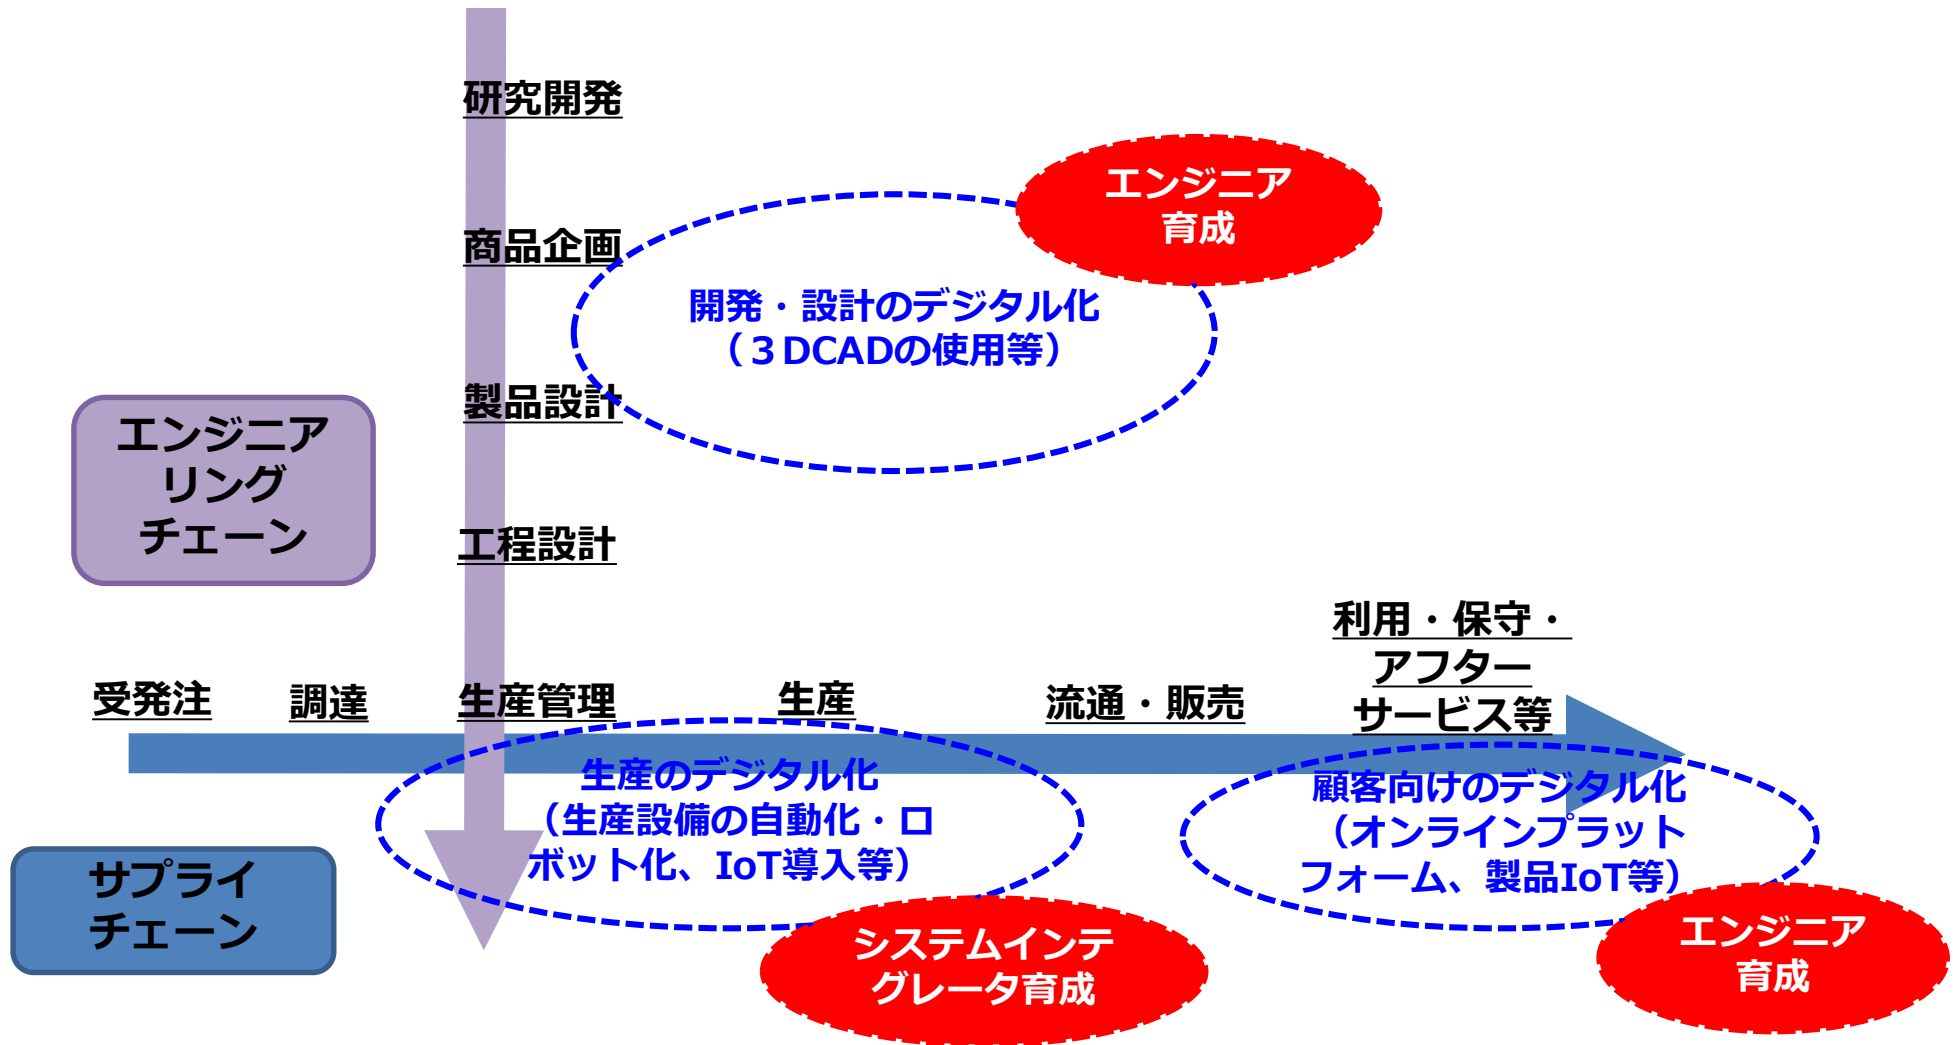 研究開発
エンジニア
育成
商品企画
開発・設計のデジタル化
（３DCADの使用等）
製品設計
エンジニア
リング
チェーン
工程設計
利用・保守・
アフター
サービス等
受発注
調達
生産管理
生産
流通・販売
生産のデジタル化
（生産設備の自動化・ロ
ボット化、IoT導入等）
顧客向けのデジタル化
（オンラインプラット
フォーム、製品IoT等）
サプライ
チェーン
システムインテ
グレータ育成
エンジニア
育成